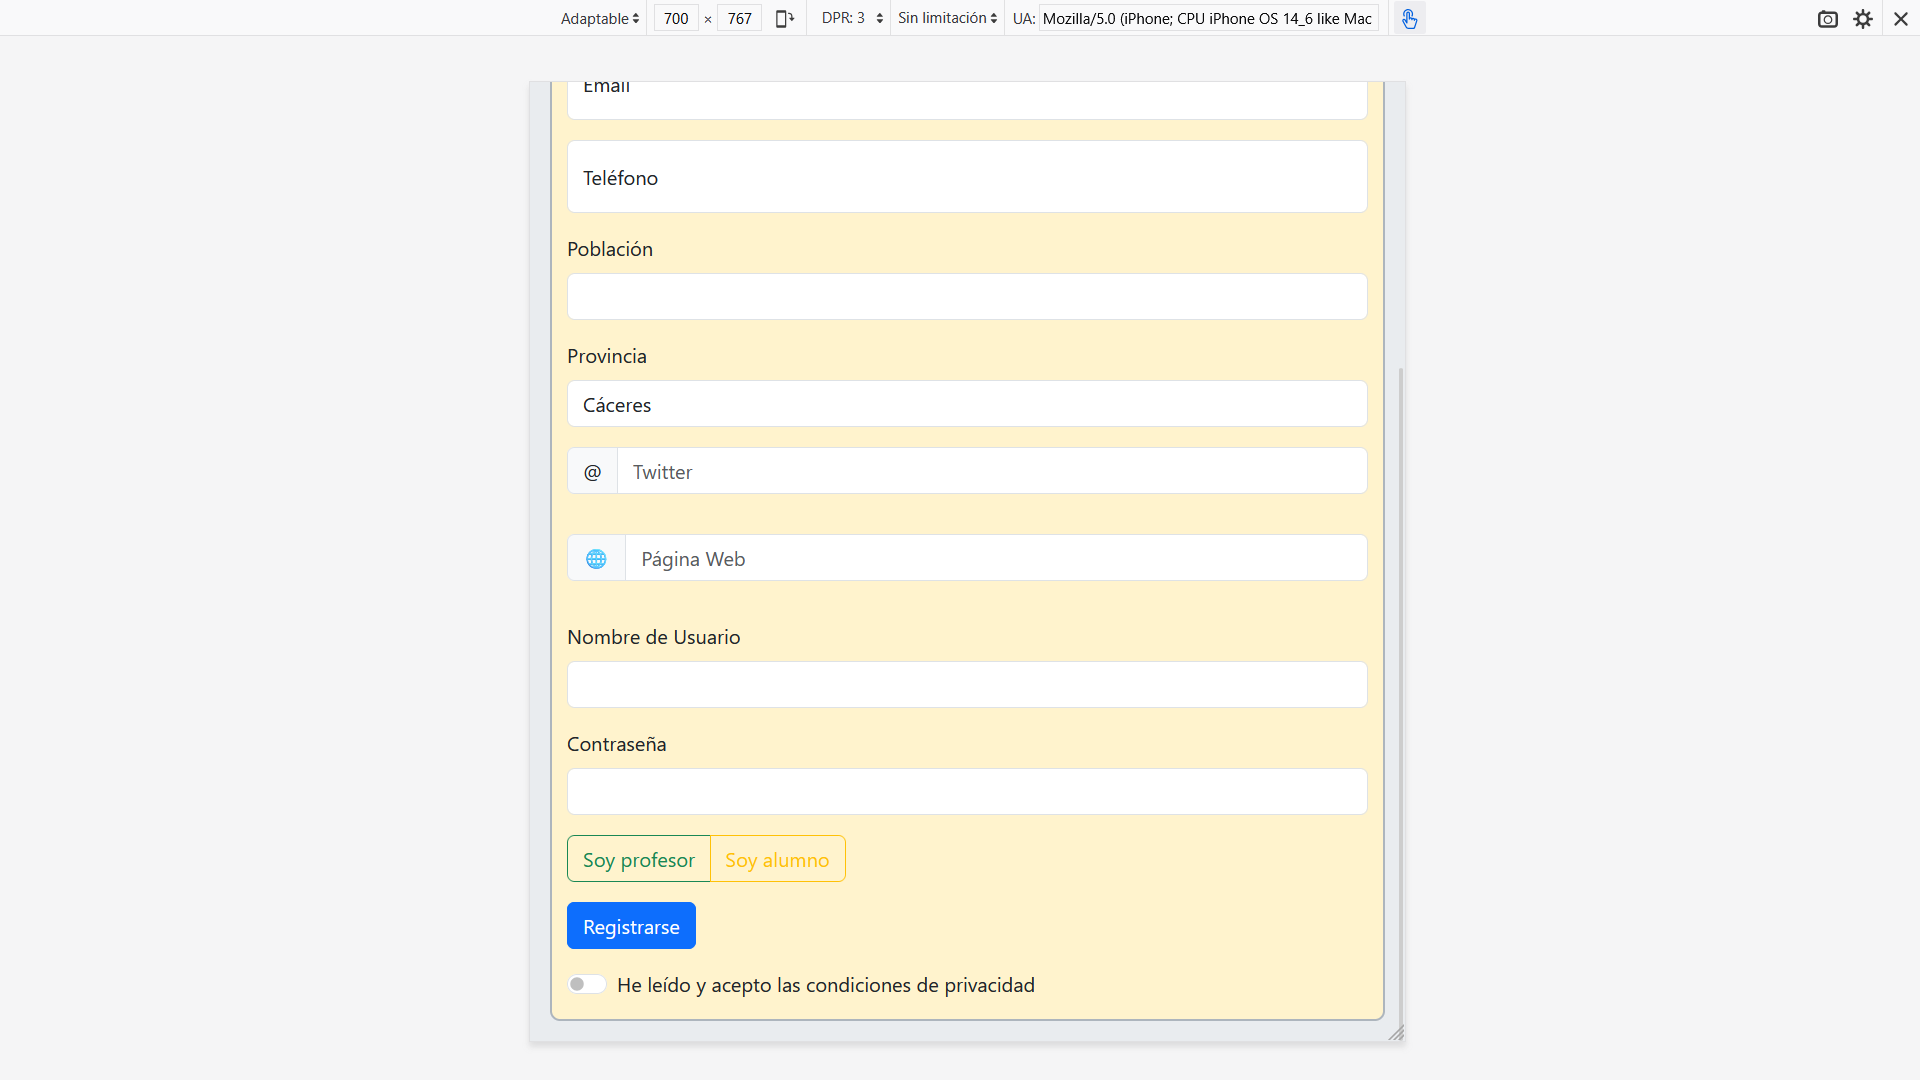 Adaptable 700 × 767 DPR: 3 Sin limitación UA: Mozilla/5.0 (iPhone; CPU iPhone OS 14_6 like Mac
Email
Teléfono
Población
Provincia
Cáceres
@ Twitter
Página Web
Nombre de Usuario
Contraseña
Soy profesor Soy alumno
Registrarse
He leído y acepto las condiciones de privacidad